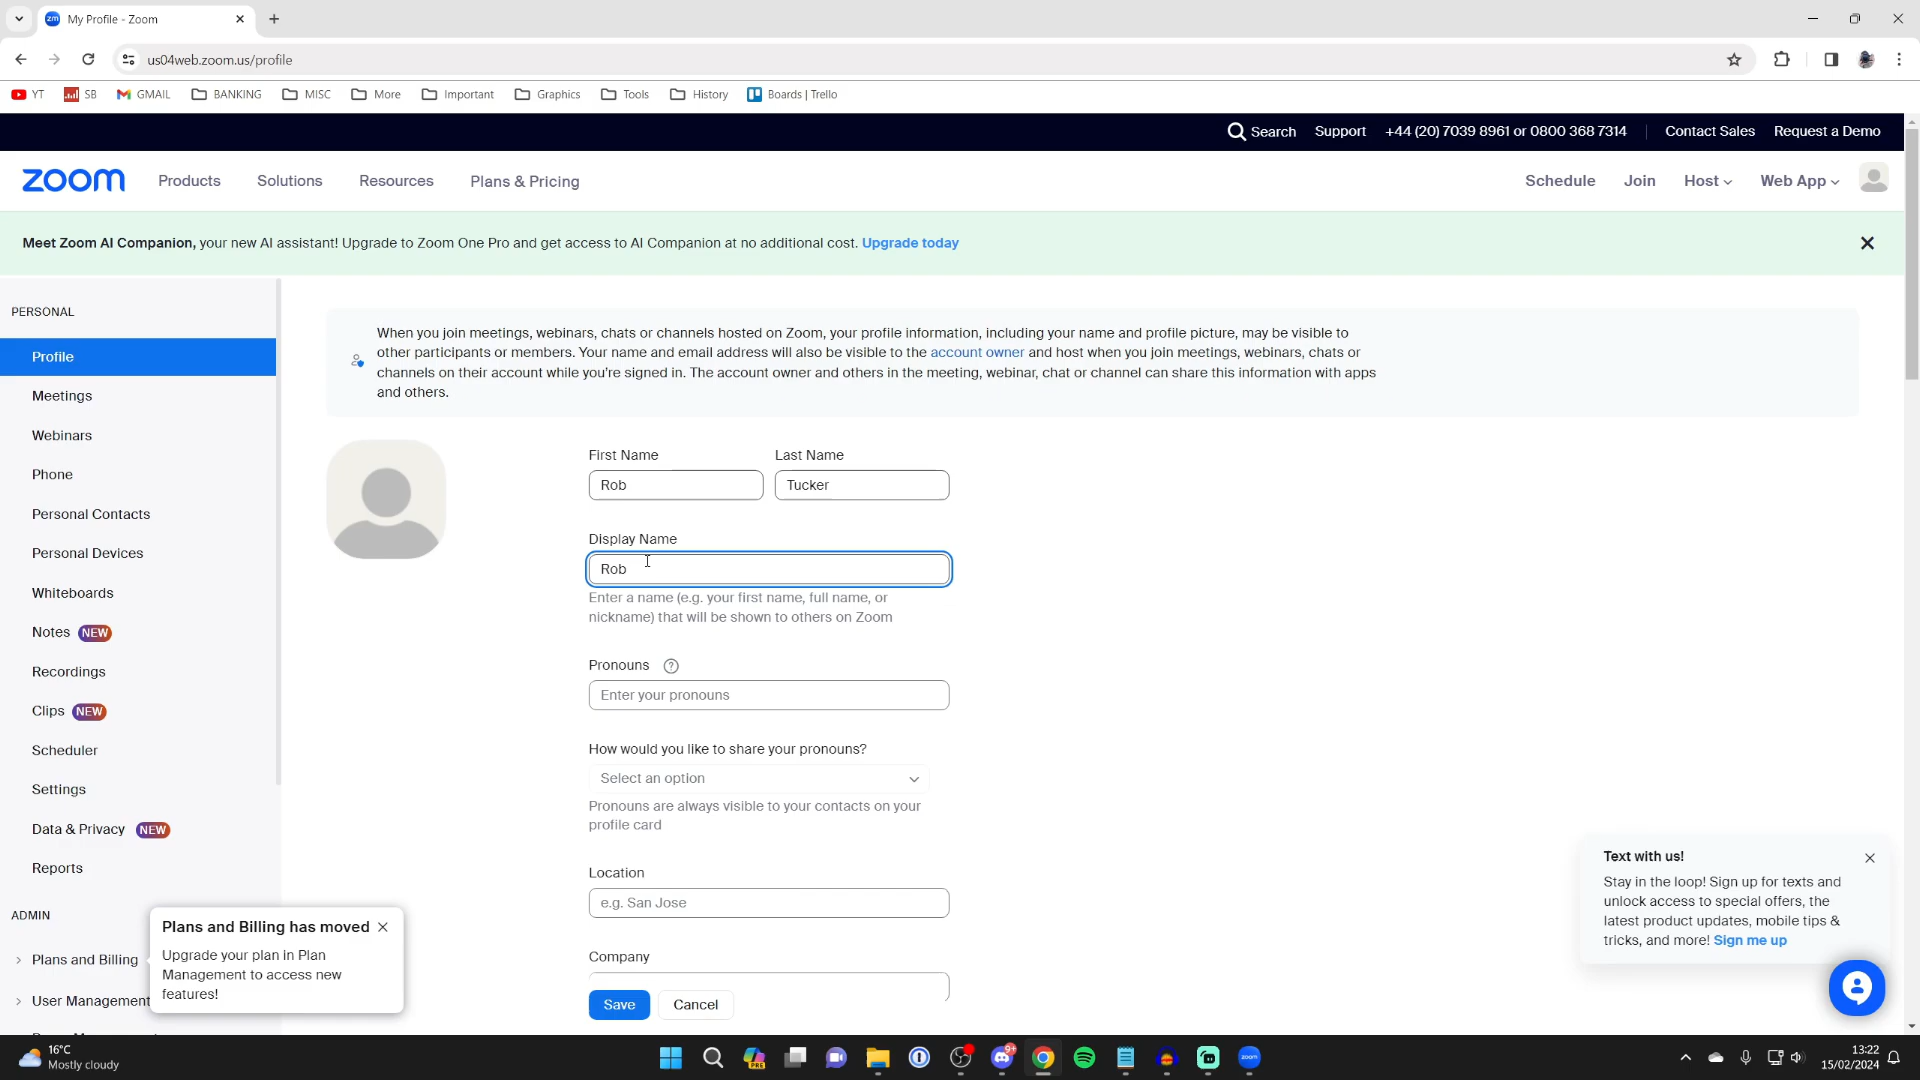 My Profile - Zoom
us04web.zoom.us/profile
YT SB GMAIL BANKING MISC More Important Graphics Tools History Boards | Trello
Search Support +44 (20) 7039 8961 or 0800 368 7314 Contact Sales Request a Demo
zoom Products Solutions Resources Plans & Pricing Schedule Join Host Web App
Meet Zoom AI Companion, your new AI assistant! Upgrade to Zoom One Pro and get access to AI Companion at no additional cost. Upgrade today
PERSONAL
Profile
Meetings
Webinars
Phone
Personal Contacts
Personal Devices
Whiteboards
Notes NEW
Recordings
Clips NEW
Scheduler
Settings
Data & Privacy NEW
Reports
ADMIN
Plans and Billing
User Management
Plans and Billing has moved
Upgrade your plan in Plan
Management to access new
features!
When you join meetings, webinars, chats or channels hosted on Zoom, your profile information, including your name and profile picture, may be visible to
other participants or members. Your name and email address will also be visible to the account owner and host when you join meetings, webinars, chats or
channels on their account while you're signed in. The account owner and others in the meeting, webinar, chat or channel can share this information with apps
and others.
First Name Last Name
Rob Tucker
Display Name
Rob
Enter a name (e.g. your first name, full name, or
nickname) that will be shown to others on Zoom
Pronouns
Enter your pronouns
How would you like to share your pronouns?
Select an option
Pronouns are always visible to your contacts on your
profile card
Location
e.g. San Jose
Company
Save Cancel
Text with us!
Stay in the loop! Sign up for texts and
unlock access to special offers, the
latest product updates, mobile tips &
tricks, and more! Sign me up
16°C
Mostly cloudy
PRE
9+
zoom
13:22
15/02/2024